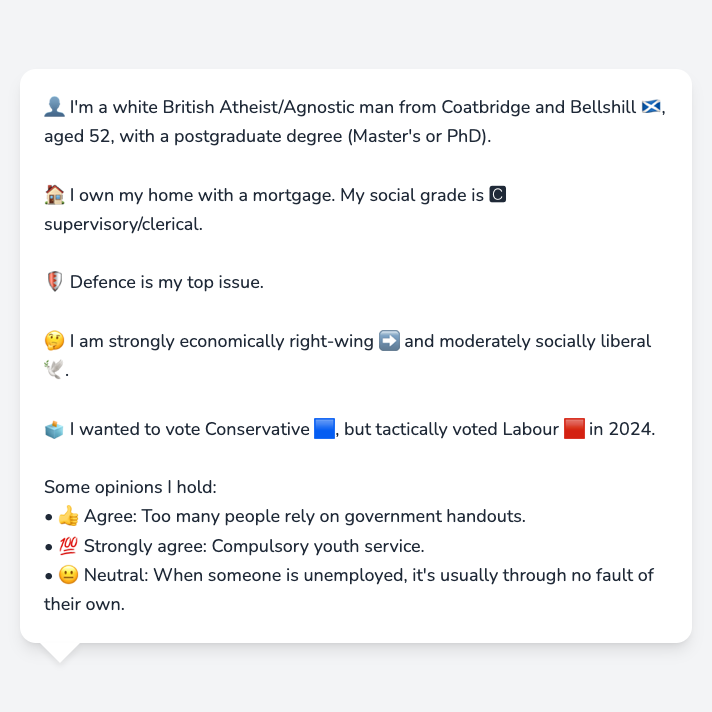 👤 I'm a white British Atheist/Agnostic man from Coatbridge and Bellshill 🏴󠁧󠁢󠁳󠁣󠁴󠁿,
aged 52, with a postgraduate degree (Master's or PhD).
🏠 I own my home with a mortgage. My social grade is 🅲
supervisory/clerical.
🛡️ Defence is my top issue.
🤔 I am strongly economically right-wing ➡️ and moderately socially liberal
🕊️.
🗳️ I wanted to vote Conservative 🟦, but tactically voted Labour 🟥 in 2024.
Some opinions I hold:
• 👍 Agree: Too many people rely on government handouts.
• 💯 Strongly agree: Compulsory youth service.
• 😐 Neutral: When someone is unemployed, it's usually through no fault of
their own.